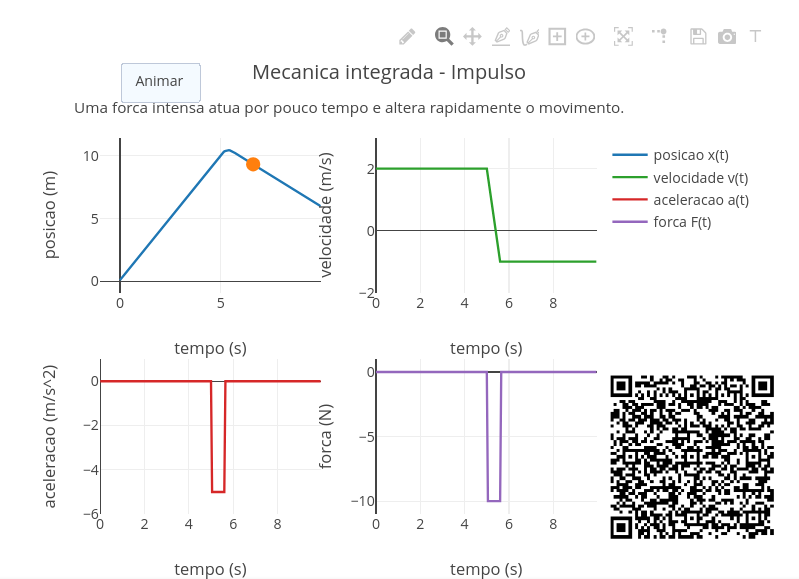 T
Mecanica integrada - Impulso
Animar
Uma força intensa atua por pouco tempo e altera rapidamente o movimento.
posicao (m)
10
5
0
0
5
tempo (s)
velocidade (m/s)
2
0
−2
0
2
4
6
8
tempo (s)
posicao x(t)
velocidade v(t)
aceleracao a(t)
forca F(t)
aceleracao (m/s^2)
0
−2
−4
−6
0
2
4
6
8
tempo (s)
forca (N)
0
−5
−10
0
2
4
6
8
tempo (s)